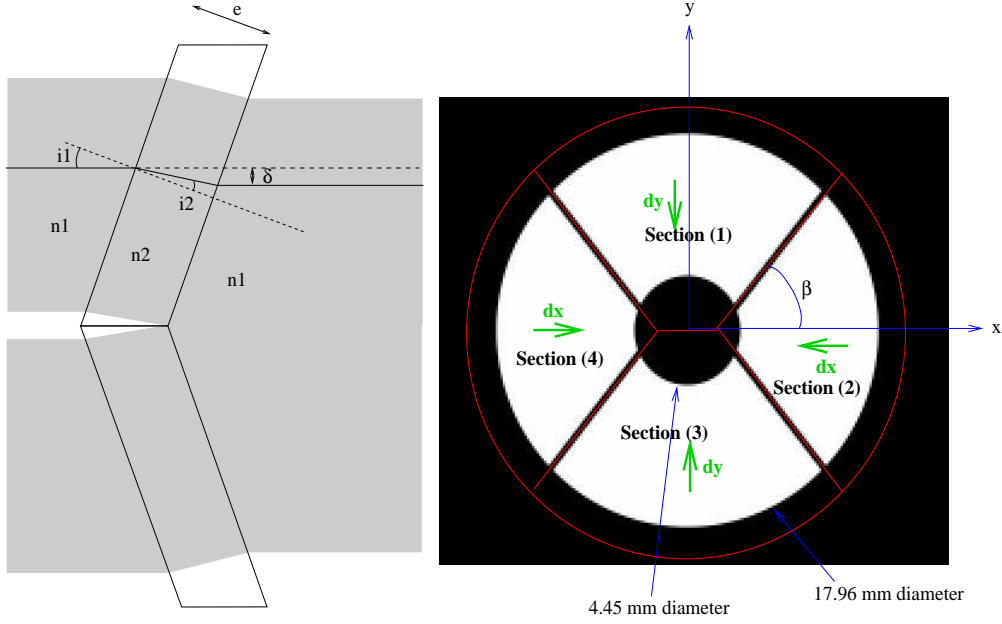 e
i1
δ
i2
n1
n2
n1
y
dy
Section (1)
β
x
dx
Section (4)
dx
Section (2)
Section (3)
dy
4.45 mm diameter
17.96 mm diameter